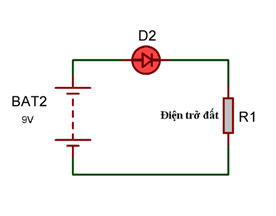 D2
BAT2
9V
Điện trở đất
R1